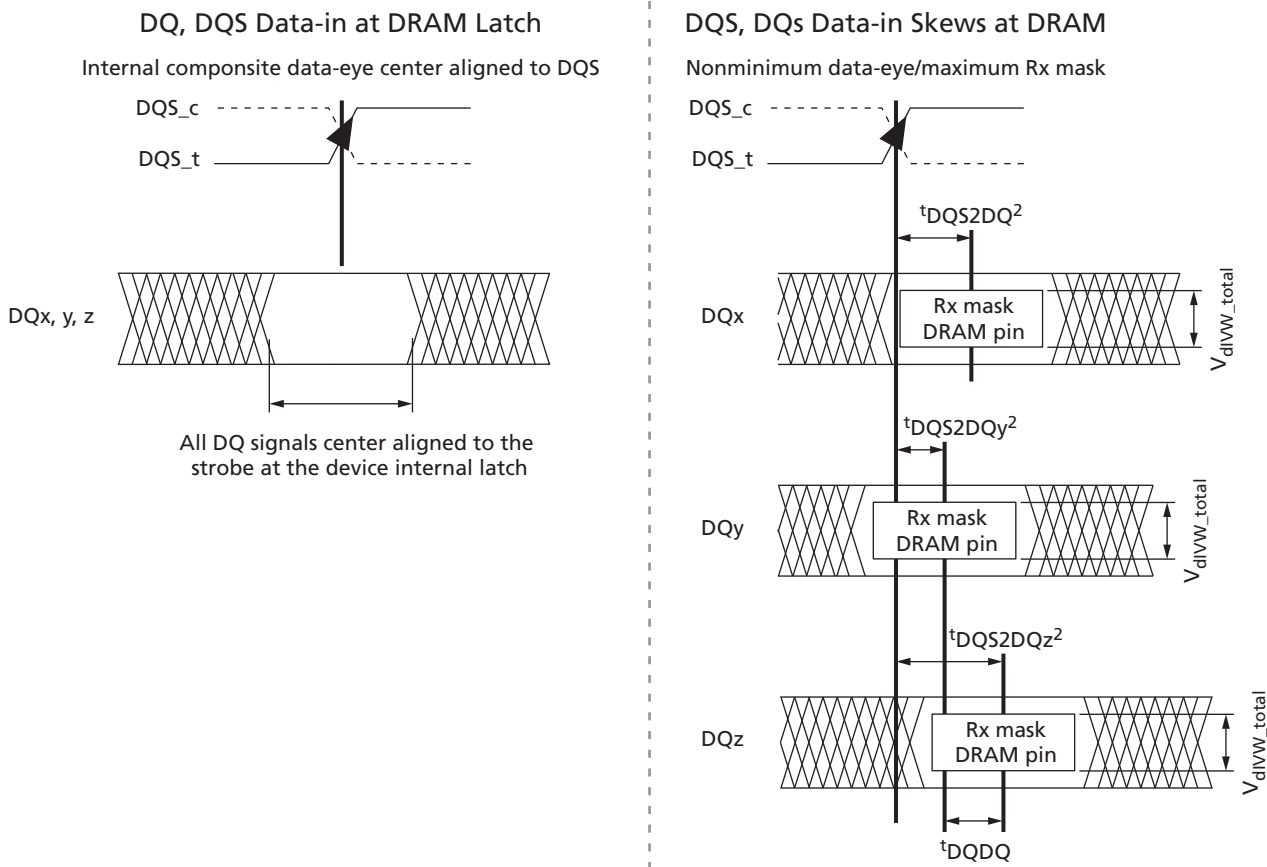 DQ, DQS Data-in at DRAM Latch
Internal componsite data-eye center aligned to DQS
DQS_c
DQS_t
DQx, y, z
All DQ signals center aligned to the
strobe at the device internal latch
DQS, DQs Data-in Skews at DRAM
Nonminimum data-eye/maximum Rx mask
DQS_c
DQS_t
tDQS2DQ2
DQx
Rx mask
DRAM pin
VdIVW_total
tDQS2DQy2
DQy
Rx mask
DRAM pin
VdIVW_total
tDQS2DQz2
DQz
Rx mask
DRAM pin
VdIVW_total
tDQDQ